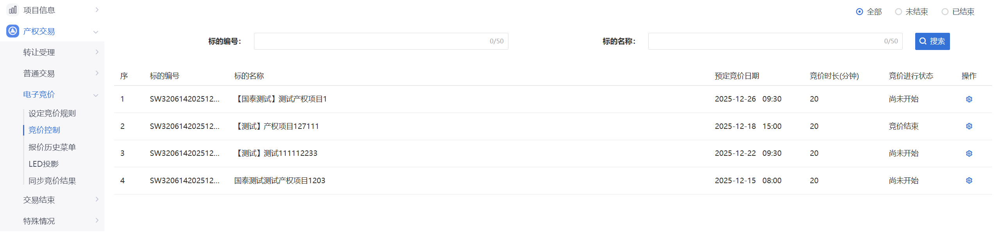 项目信息
产权交易
转让受理
普通交易
电子竞价
设定竞价规则
竞价控制
报价历史菜单
LED投影
同步竞价结果
交易结束
特殊情况
全部 未结束 已结束
标的编号： 0/50 标的名称： 0/50 搜索
序 标的编号 标的名称 预定竞价日期 竞价时长(分钟) 竞价进行状态 操作
1 SW320614202512... 【国泰测试】测试产权项目1 2025-12-26 09:30 20 尚未开始
2 SW320614202512... 【测试】产权项目127111 2025-12-18 15:00 20 竞价结束
3 SW320614202512... 【测试】测试111112233 2025-12-22 09:30 20 尚未开始
4 SW320614202512... 国泰测试测试产权项目1203 2025-12-15 08:00 20 尚未开始